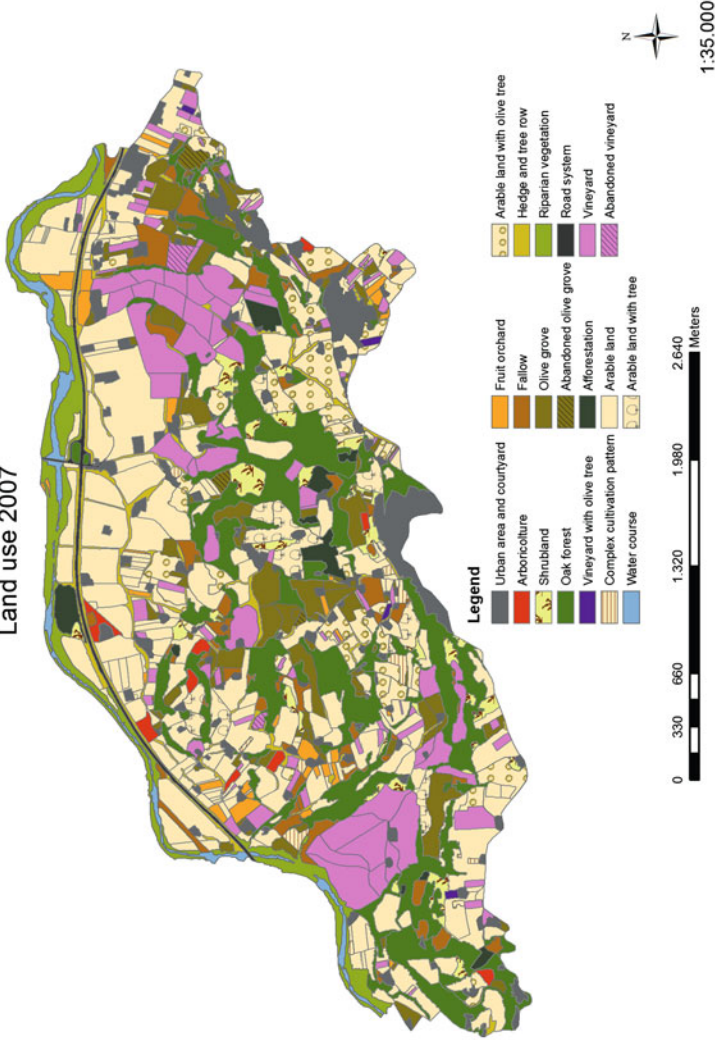 Land use 2007
N
1:35.000
Legend
Urban area and courtyard
Arboricolture
Shrubland
Oak forest
Vineyard with olive tree
Complex cultivation pattern
Water course
Fruit orchard
Fallow
Olive grove
Abandoned olive grove
Afforestation
Arable land
Arable land with tree
Arable land with olive tree
Hedge and tree row
Riparian vegetation
Road system
Vineyard
Abandoned vineyard
0 330 660 1.320 1.980 2.640
Meters